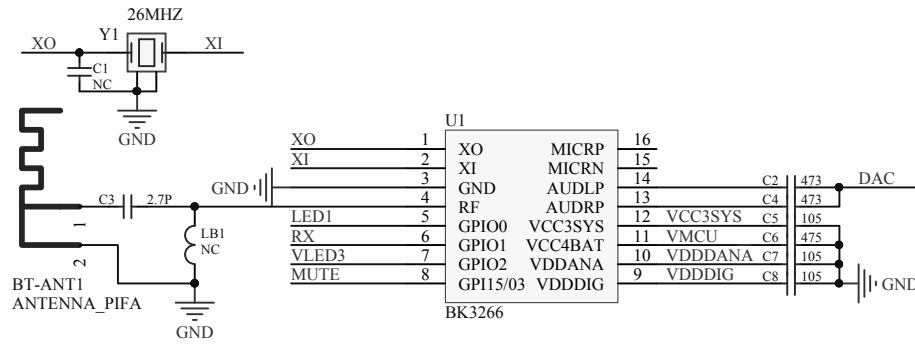 26MHZ
XO Y1 XI
C1
NC
GND
U1
XO 1 XO MICRP 16
XI 2 XI MICRN 15
GND 3 GND AUDLP 14 C2 473 DAC
C3 2.7P 4 RF AUDRP 13 C4 473
1 LED1 5 GPIO0 VCC3SYS 12 VCC3SYS C5 105
LB1
NC
RX 6 GPIO1 VCC4BAT 11 VMCU C6 475
2 VLED3 7 GPIO2 VDDANA 10 VDDDANA C7 105
MUTE 8 GPI15/03 VDDDIG 9 VDDDIG C8 105 GND
BT-ANT1
ANTENNA_PIFA
GND
BK3266